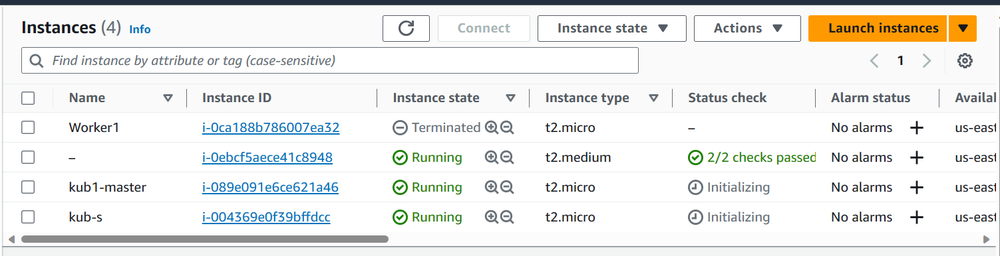 Instances (4) Info Connect Instance state Actions Launch instances
Find instance by attribute or tag (case-sensitive) 1
Name Instance ID Instance state Instance type Status check Alarm status Availal
Worker1 i-0ca188b786007ea32 Terminated t2.micro – No alarms us-east
– i-0ebcf5aece41c8948 Running t2.medium 2/2 checks passed No alarms us-east
kub1-master i-089e091e6ce621a46 Running t2.micro Initializing No alarms us-east
kub-s i-004369e0f39bffdcc Running t2.micro Initializing No alarms us-east